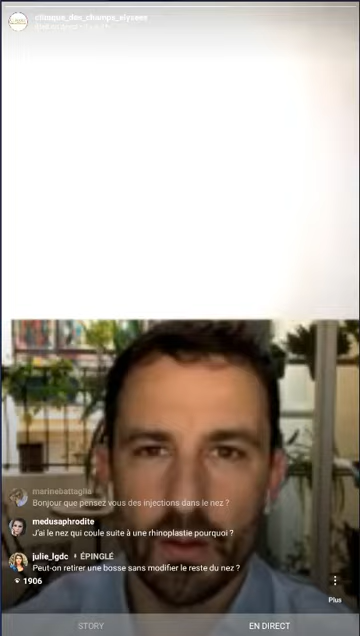 clinique_des_champs_elysees
marinebattaglia
Bonjour que pensez vous des injections dans le nez ?
medusaphrodite
J'ai le nez qui coule suite à une rhinoplastie pourquoi ?
julie_lgdc ÉPINGLÉ
Peut-on retirer une bosse sans modifier le reste du nez ?
1906
Plus
STORY EN DIRECT